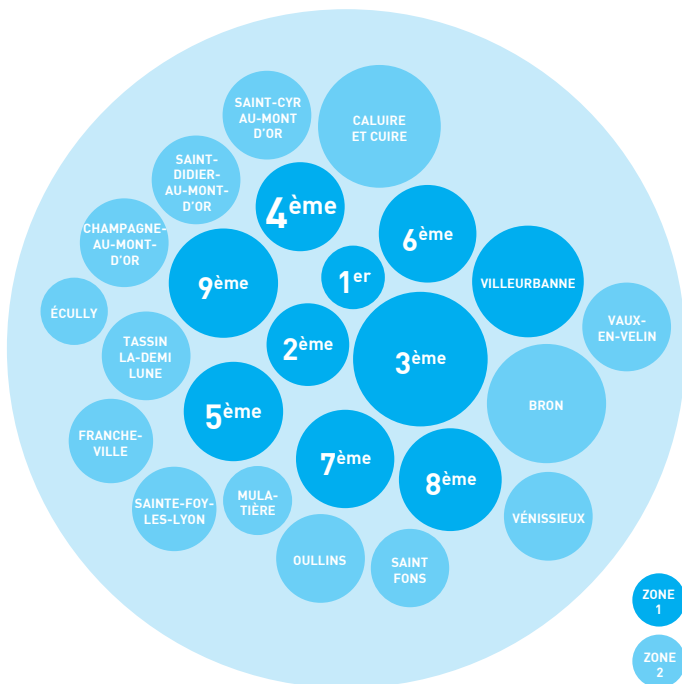 SAINT-CYR
AU-MONT
D'OR
CALUIRE
ET CUIRE
SAINT-
DIDIER-
AU-MONT-
D'OR
4ème
CHAMPAGNE-
AU-MONT-
D'OR
6ème
9ème
1er
VILLEURBANNE
ÉCULLY
VAUX-
EN-VELIN
TASSIN
LA-DEMI
LUNE
2ème
3ème
BRON
5ème
FRANCHE-
VILLE
7ème
8ème
SAINTE-FOY-
LES-LYON
MULA-
TIÈRE
VÉNISSIEUX
OULLINS
SAINT
FONS
ZONE
1
ZONE
2